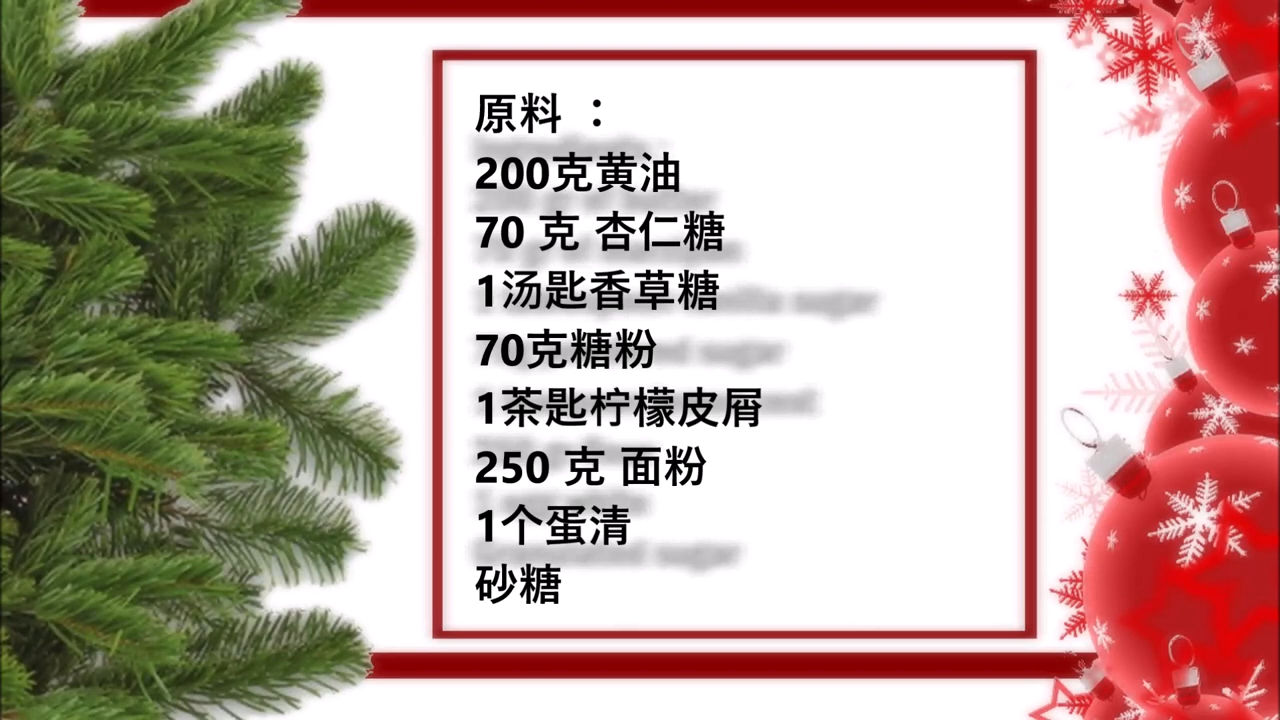 原料 ：
200克黄油
70 克 杏仁糖
1汤匙香草糖
70克糖粉
1茶匙柠檬皮屑
250 克 面粉
1个蛋清
砂糖